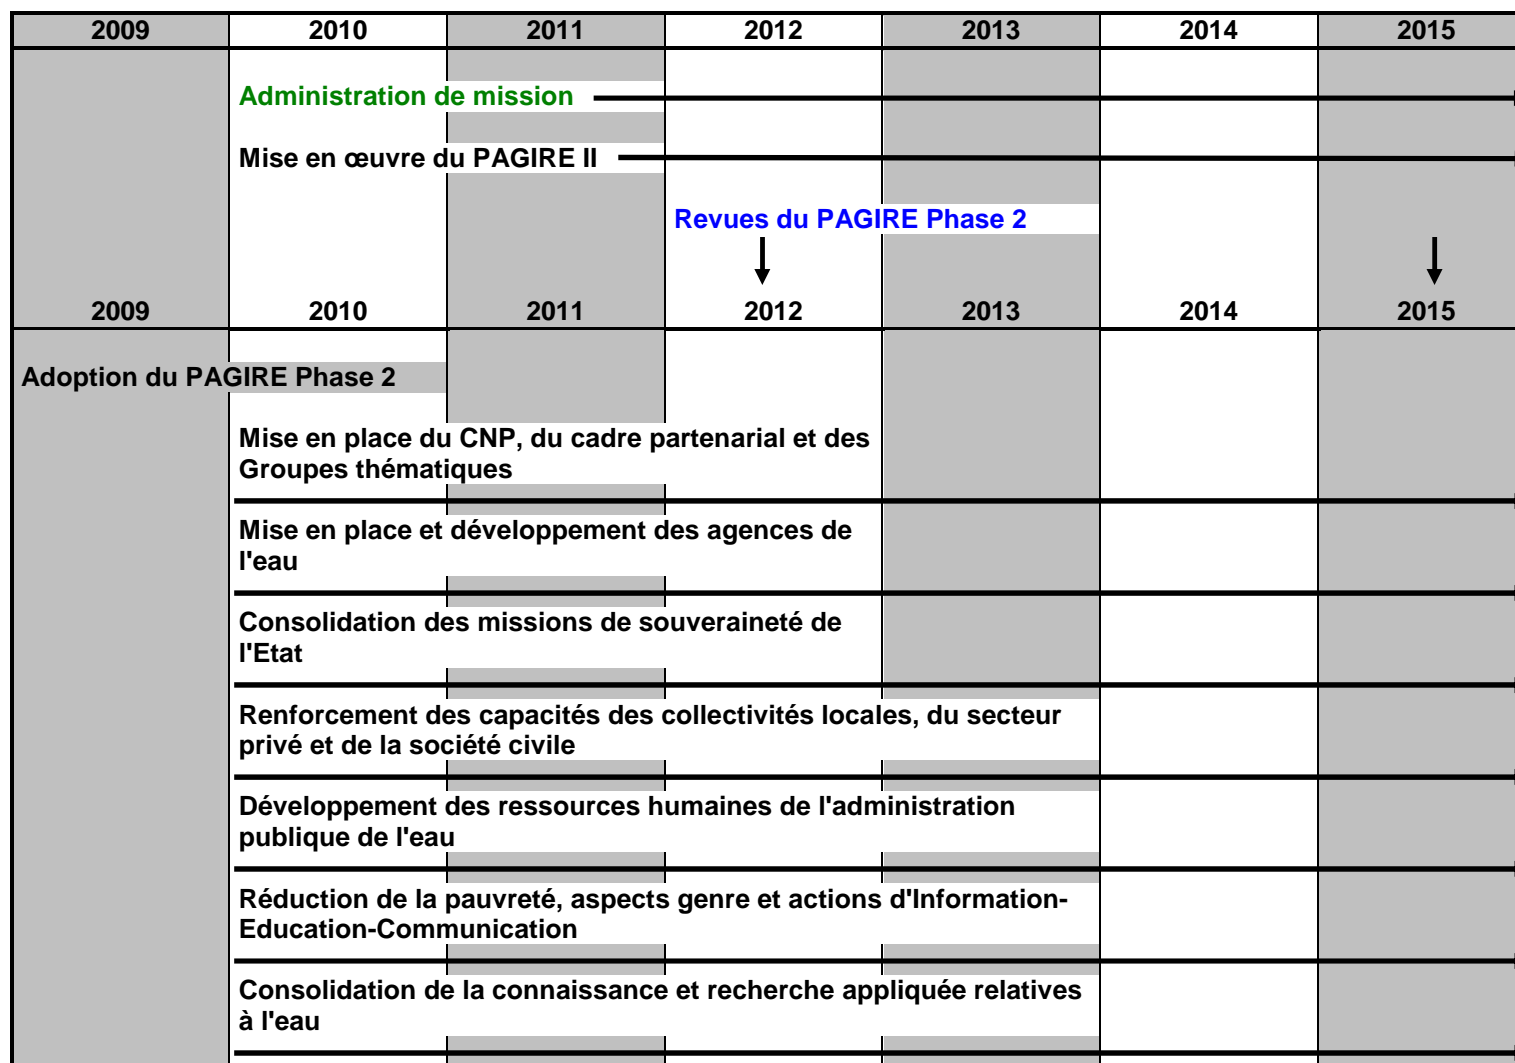 2009 2010 2011 2012 2013 2014 2015
Administration de mission
Mise en œuvre du PAGIRE II
Revues du PAGIRE Phase 2
2009 2010 2011 2012 2013 2014 2015
Adoption du PAGIRE Phase 2
Mise en place du CNP, du cadre partenarial et des
Groupes thématiques
Mise en place et développement des agences de
l'eau
Consolidation des missions de souveraineté de
l'Etat
Renforcement des capacités des collectivités locales, du secteur
privé et de la société civile
Développement des ressources humaines de l'administration
publique de l'eau
Réduction de la pauvreté, aspects genre et actions d'Information-
Education-Communication
Consolidation de la connaissance et recherche appliquée relatives
à l'eau